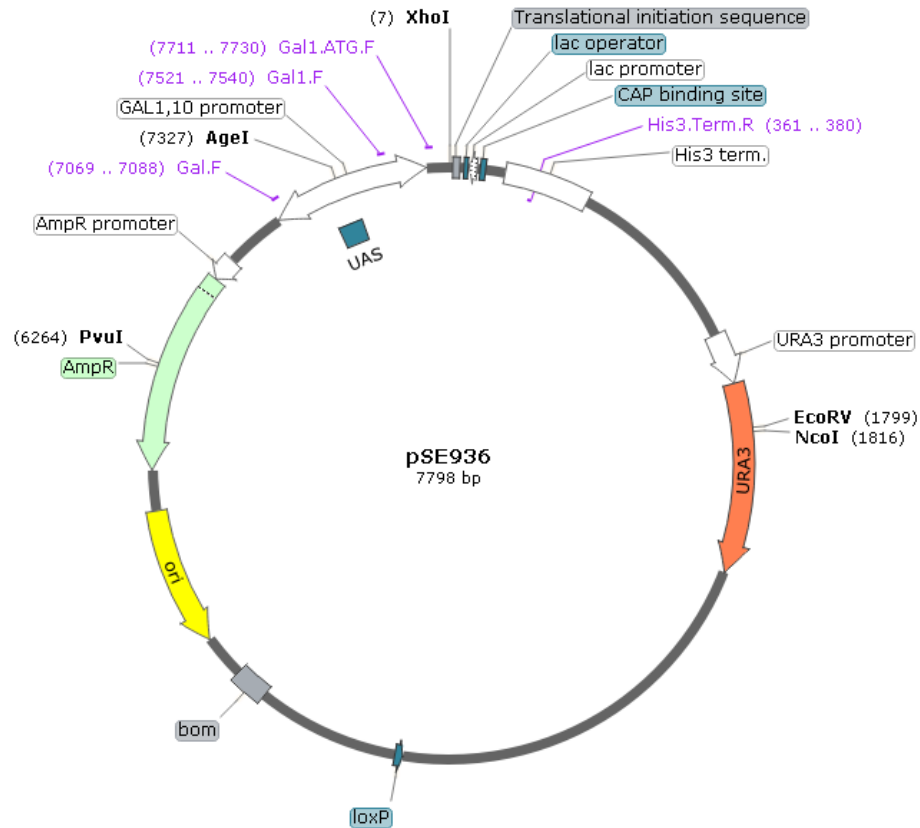 (7) XhoI
Translational initiation sequence
lac operator
lac promoter
CAP binding site
His3.Term.R (361 .. 380)
His3 term.
(7711 .. 7730) Gal1.ATG.F
(7521 .. 7540) Gal1.F
GAL1,10 promoter
(7327) AgeI
(7069 .. 7088) Gal.F
UAS
AmpR promoter
(6264) PvuI
AmpR
URA3 promoter
EcoRV (1799)
NcoI (1816)
URA3
pSE936
7798 bp
ori
bom
loxP